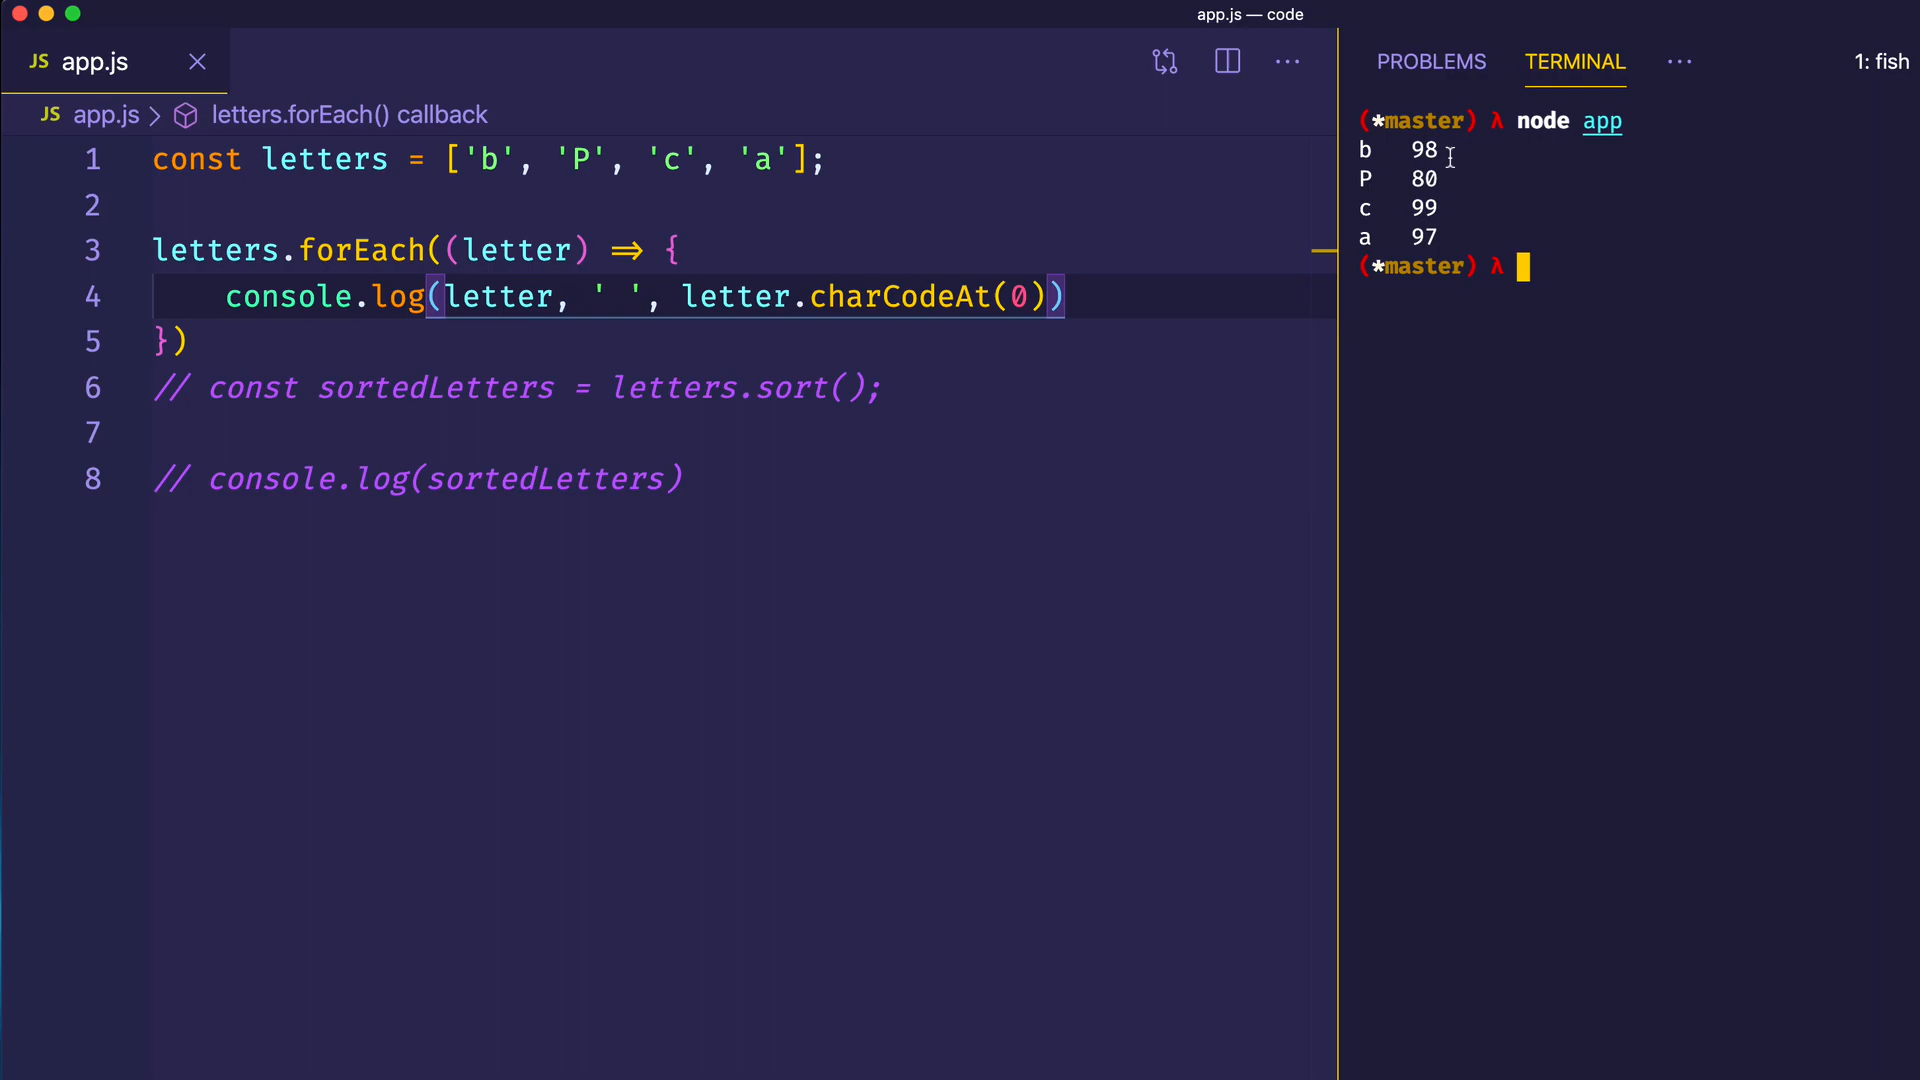 app.js — code
JS app.js
JS app.js > letters.forEach() callback
1 const letters = ['b', 'P', 'c', 'a'];
2
3 letters.forEach((letter) => {
4     console.log(letter, ' ', letter.charCodeAt(0))
5 })
6 // const sortedLetters = letters.sort();
7
8 // console.log(sortedLetters)
PROBLEMS TERMINAL ··· 1: fish
(*master) λ node app
b   98
P   80
c   99
a   97
(*master) λ